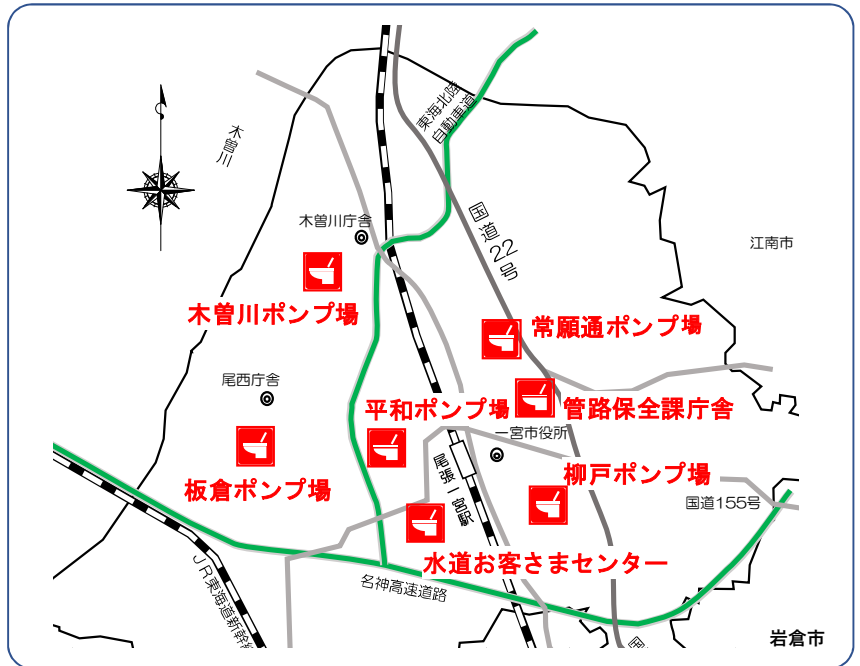 東海北陸
自動車道
木曽川
国道22号
木曽川庁舎
江南市
木曽川ポンプ場
常願通ポンプ場
尾西庁舎
平和ポンプ場
管路保全課庁舎
一宮市役所
尾張一宮駅
柳戸ポンプ場
板倉ポンプ場
国道155号
水道お客さまセンター
JR東海道新幹線
名神高速道路
国
岩倉市